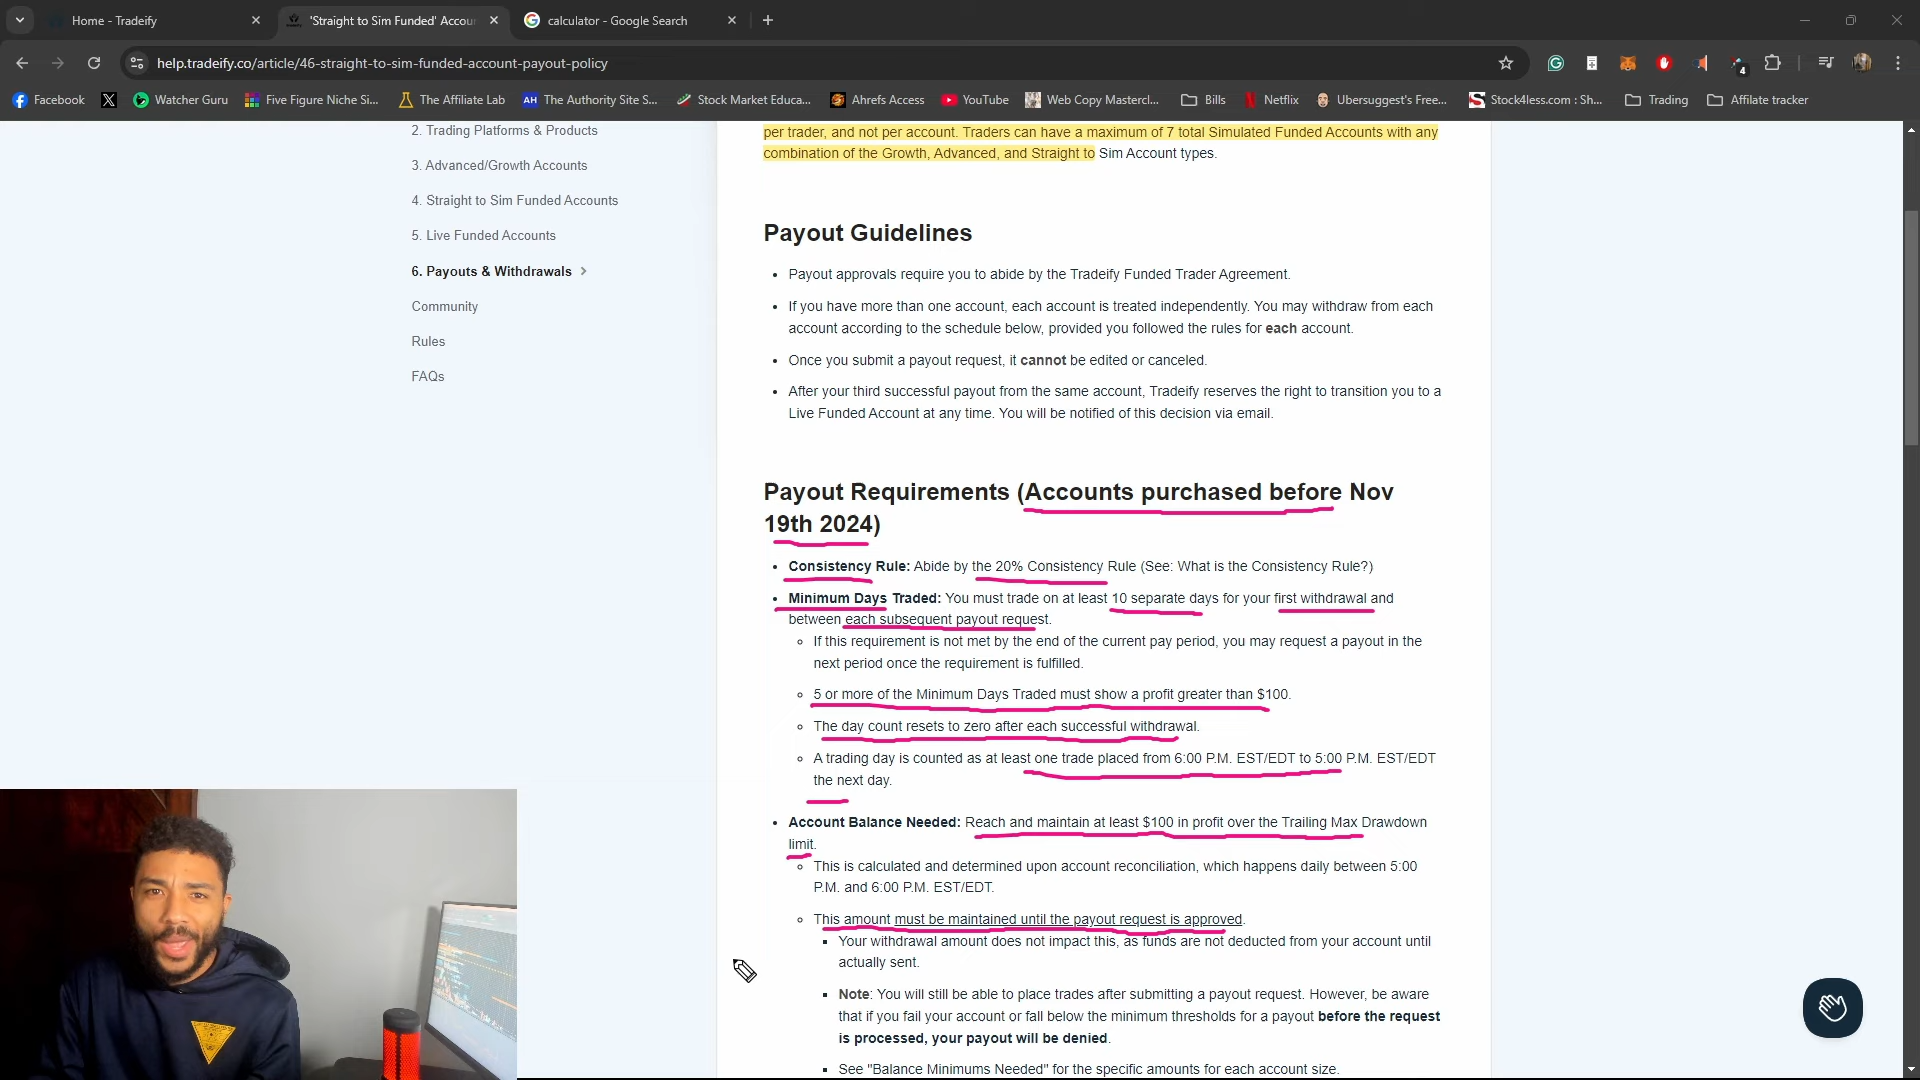 Home - Tradeify
'Straight to Sim Funded' Accou
calculator - Google Search
help.tradeify.co/article/46-straight-to-sim-funded-account-payout-policy
4
Facebook
Watcher Guru
Five Figure Niche Si...
The Affiliate Lab
AH
The Authority Site S...
Stock Market Educa...
Ahrefs Access
YouTube
Web Copy Mastercl...
Bills
Netflix
Ubersuggest's Free...
Stock4less.com : Sh...
Trading
Affilate tracker
2. Trading Platforms & Products
3. Advanced/Growth Accounts
4. Straight to Sim Funded Accounts
5. Live Funded Accounts
6. Payouts & Withdrawals
Community
Rules
FAQs
per trader, and not per account. Traders can have a maximum of 7 total Simulated Funded Accounts with any
combination of the Growth, Advanced, and Straight to Sim Account types.
Payout Guidelines
Payout approvals require you to abide by the Tradeify Funded Trader Agreement.
If you have more than one account, each account is treated independently. You may withdraw from each
account according to the schedule below, provided you followed the rules for each account.
Once you submit a payout request, it cannot be edited or canceled.
After your third successful payout from the same account, Tradeify reserves the right to transition you to a
Live Funded Account at any time. You will be notified of this decision via email.
Payout Requirements (Accounts purchased before Nov
19th 2024)
Consistency Rule: Abide by the 20% Consistency Rule (See: What is the Consistency Rule?)
Minimum Days Traded: You must trade on at least 10 separate days for your first withdrawal and
between each subsequent payout request.
If this requirement is not met by the end of the current pay period, you may request a payout in the
next period once the requirement is fulfilled.
5 or more of the Minimum Days Traded must show a profit greater than $100.
The day count resets to zero after each successful withdrawal.
A trading day is counted as at least one trade placed from 6:00 P.M. EST/EDT to 5:00 P.M. EST/EDT
the next day.
Account Balance Needed: Reach and maintain at least $100 in profit over the Trailing Max Drawdown
limit.
This is calculated and determined upon account reconciliation, which happens daily between 5:00
P.M. and 6:00 P.M. EST/EDT.
This amount must be maintained until the payout request is approved.
Your withdrawal amount does not impact this, as funds are not deducted from your account until
actually sent.
Note: You will still be able to place trades after submitting a payout request. However, be aware
that if you fail your account or fall below the minimum thresholds for a payout before the request
is processed, your payout will be denied.
See "Balance Minimums Needed" for the specific amounts for each account size.